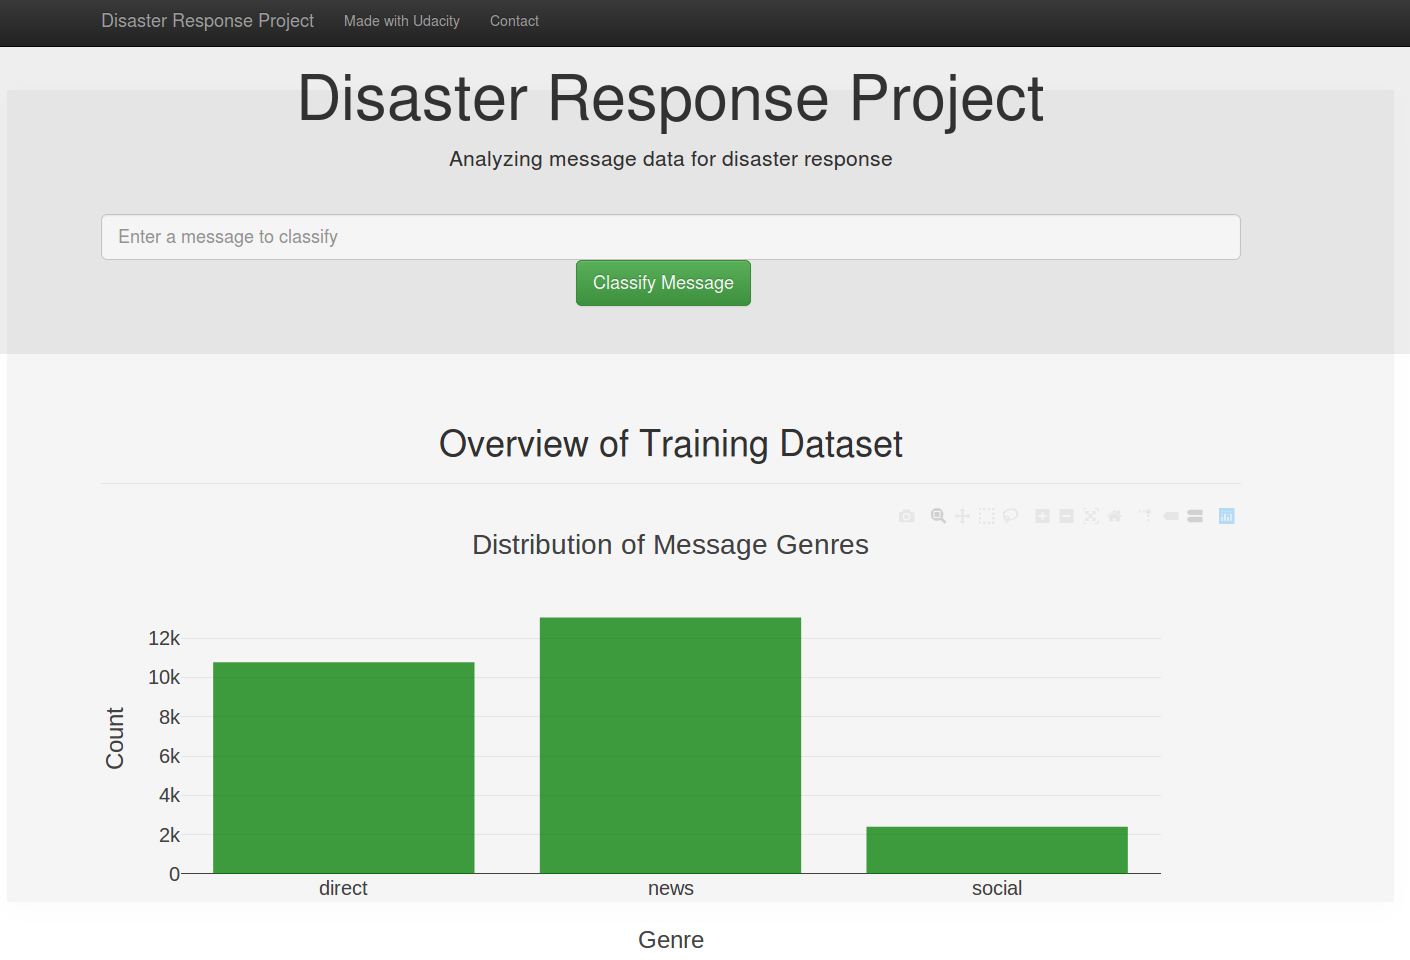 Disaster Response Project Made with Udacity Contact
Disaster Response Project
Analyzing message data for disaster response
Enter a message to classify
Classify Message
Overview of Training Dataset
Distribution of Message Genres
12k
10k
8k
6k
4k
2k
0
Count
direct news social
Genre